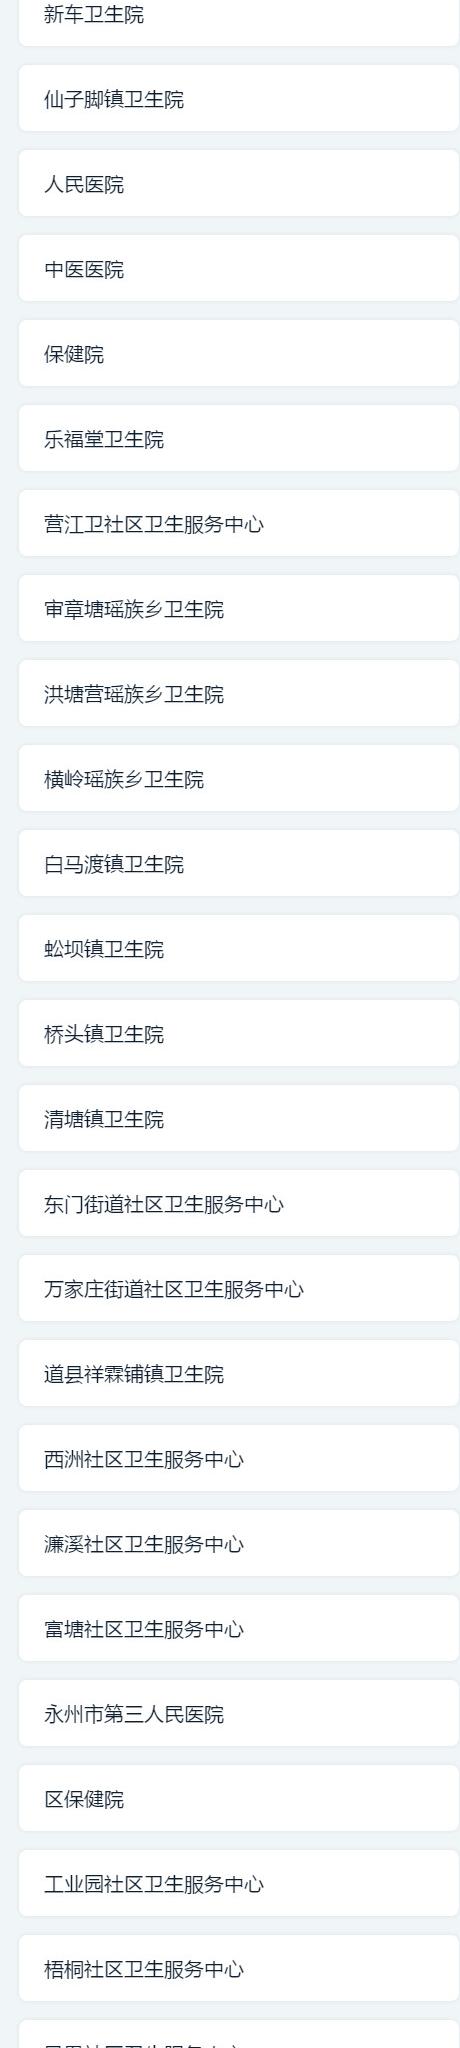 新车卫生院
仙子脚镇卫生院
人民医院
中医医院
保健院
乐福堂卫生院
营江卫社区卫生服务中心
审章塘瑶族乡卫生院
洪塘营瑶族乡卫生院
横岭瑶族乡卫生院
白马渡镇卫生院
蚣坝镇卫生院
桥头镇卫生院
清塘镇卫生院
东门街道社区卫生服务中心
万家庄街道社区卫生服务中心
道县祥霖铺镇卫生院
西洲社区卫生服务中心
濂溪社区卫生服务中心
富塘社区卫生服务中心
永州市第三人民医院
区保健院
工业园社区卫生服务中心
梧桐社区卫生服务中心